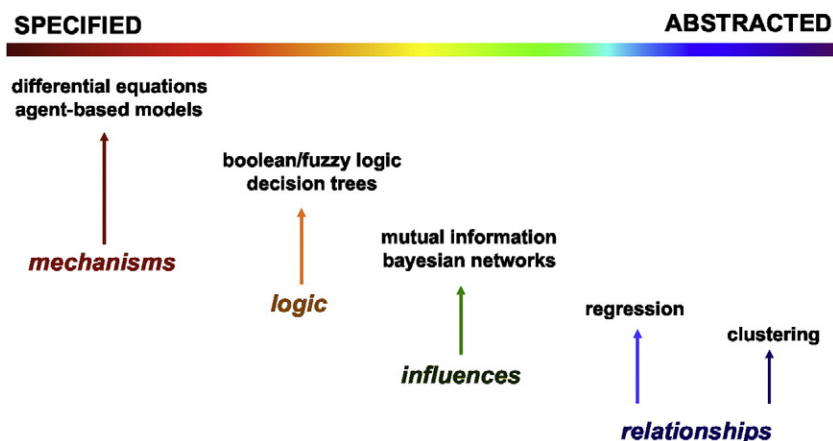 SPECIFIED
ABSTRACTED
differential equations
agent-based models
boolean/fuzzy logic
decision trees
mutual information
bayesian networks
mechanisms
logic
regression
clustering
influences
relationships